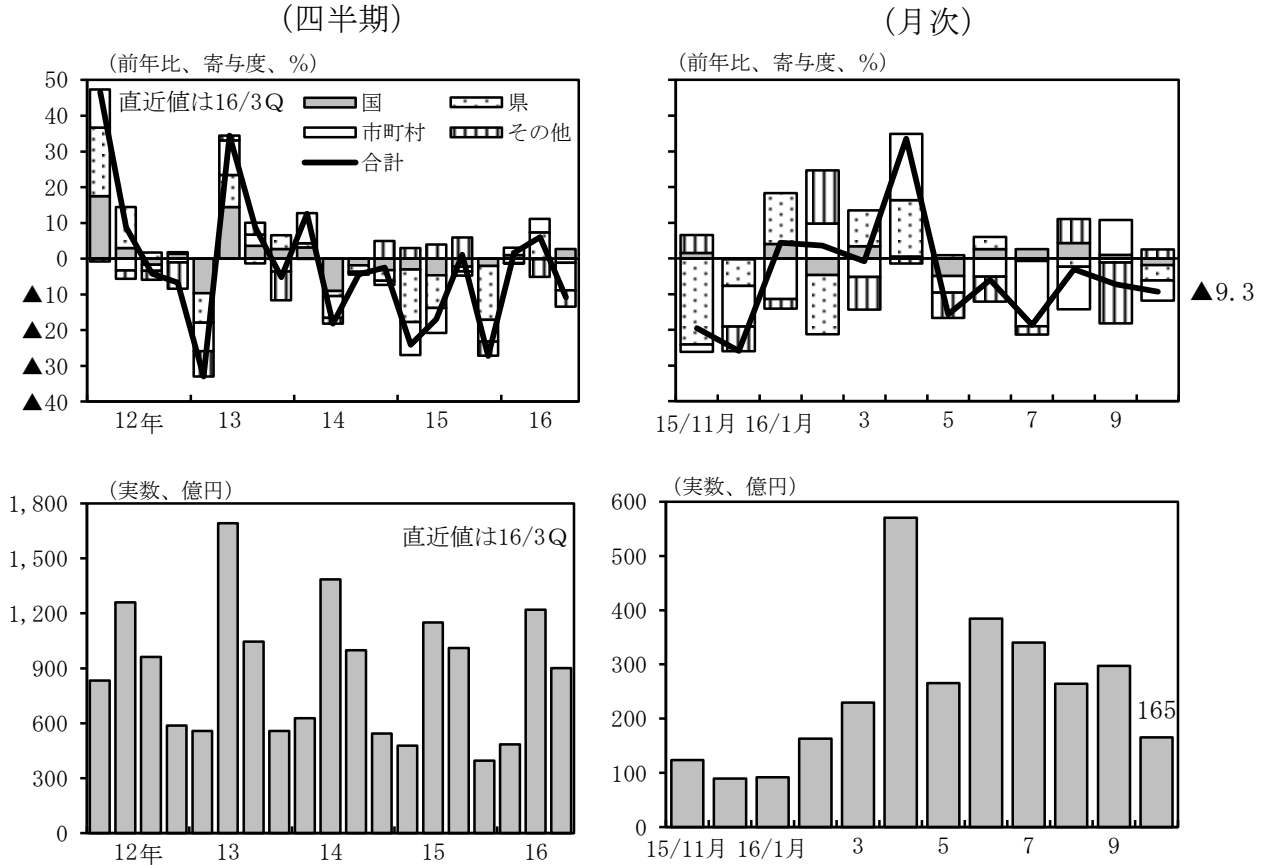 (四半期)
(前年比、寄与度、%)
直近値は16/3Q
国
県
市町村
その他
合計
50
40
30
20
10
0
▲10
▲20
▲30
▲40
12年 13 14 15 16
(月次)
(前年比、寄与度、%)
▲9.3
15/11月 16/1月 3 5 7 9
(実数、億円)
直近値は16/3Q
1,800
1,500
1,200
900
600
300
0
12年 13 14 15 16
(実数、億円)
600
500
400
300
200
100
0
165
15/11月 16/1月 3 5 7 9